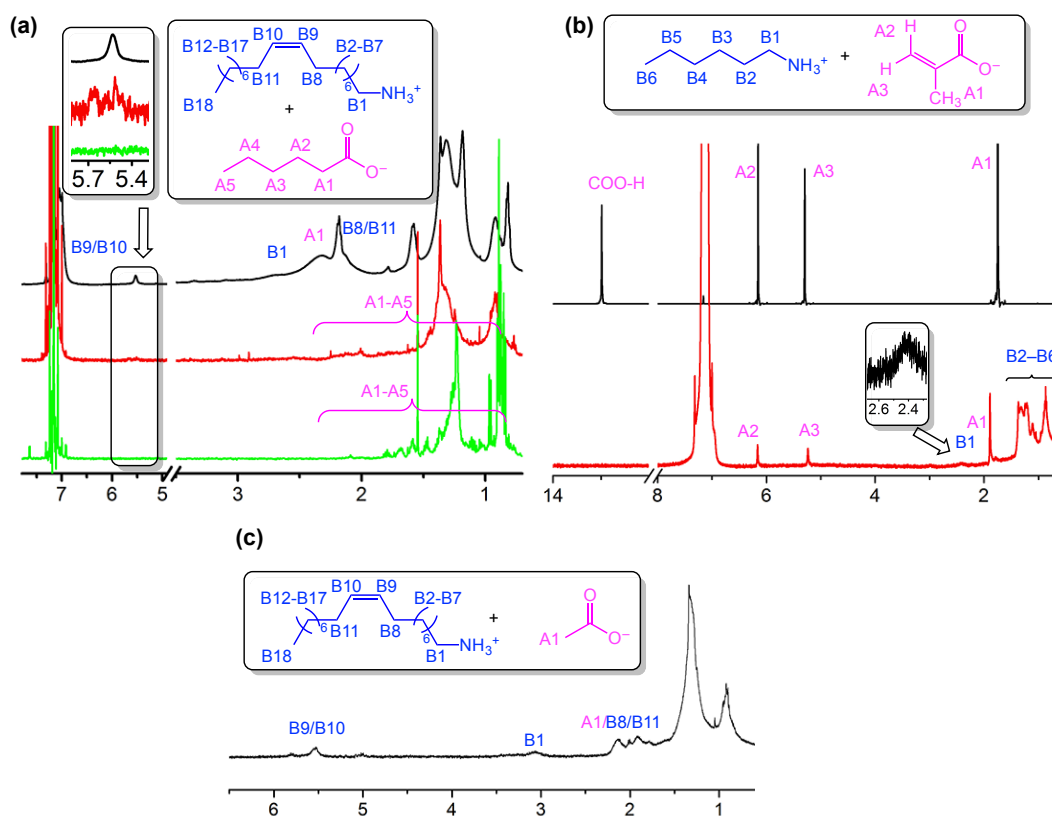 (a)
5.7 5.4
B10 B9
B12-B17 B2-B7
6 6
B11 B8
B18 B1 NH3+
+
O
A4 A2
O−
A5 A3 A1
B9/B10
B1
A1
B8/B11
A1-A5
A1-A5
7 6 5 3 2 1
(b)
B5 B3 B1
B6 B4 B2 NH3+
+
A2 H O
H O−
A3 CH3 A1
COO-H
A2 A3 A1
2.6 2.4
B2–B6
A2 A3 B1 A1
14 8 6 4 2
(c)
B10 B9
B12-B17 B2-B7
6 6
B11 B8
B18 B1 NH3+
+
O
A1 O−
B9/B10
B1
A1/B8/B11
6 5 4 3 2 1